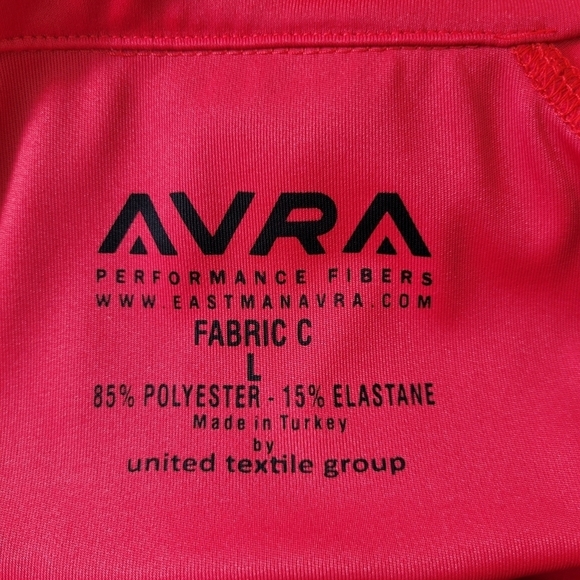 AVRA
PERFORMANCE FIBERS
WWW.EASTMANAVRA.COM
FABRIC C
L
85% POLYESTER - 15% ELASTANE
Made in Turkey
by
united textile group